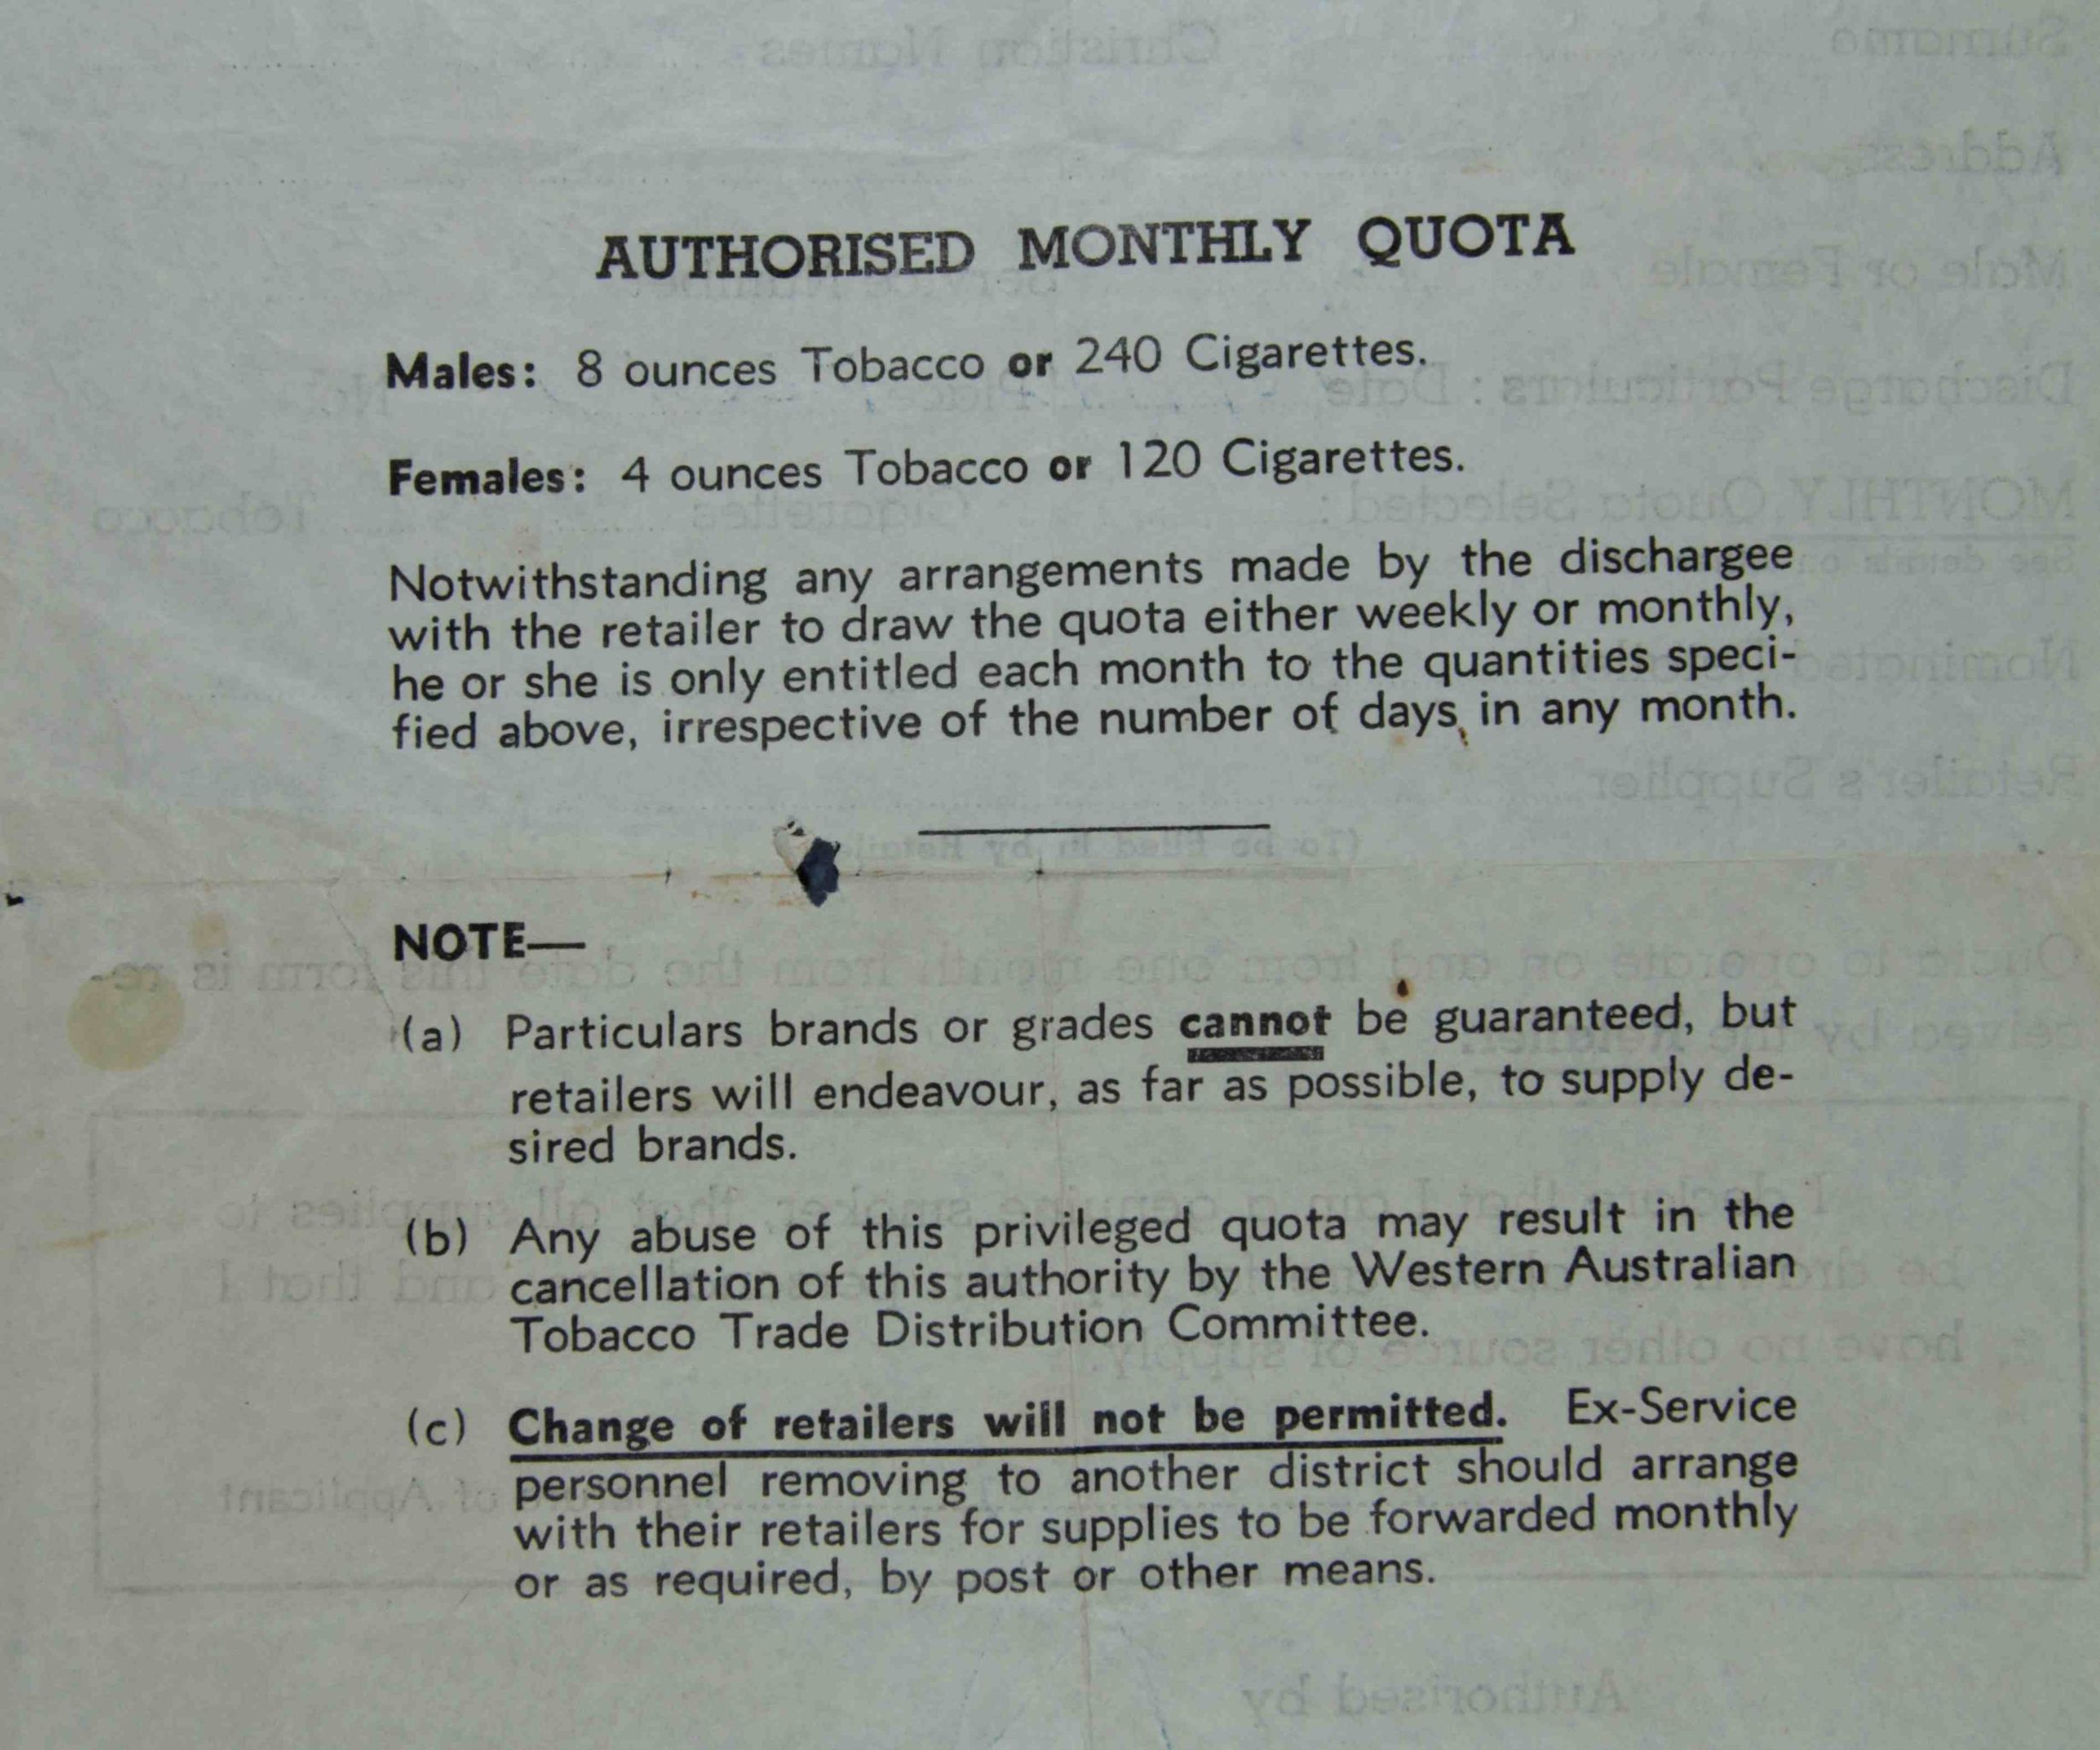 AUTHORISED MONTHLY QUOTA
Males: 8 ounces Tobacco or 240 Cigarettes.
Females: 4 ounces Tobacco or 120 Cigarettes.
Notwithstanding any arrangements made by the dischargee
with the retailer to draw the quota either weekly or monthly,
he or she is only entitled each month to the quantities speci-
fied above, irrespective of the number of days in any month.
NOTE—
(a) Particulars brands or grades cannot be guaranteed, but
retailers will endeavour, as far as possible, to supply de-
sired brands.
(b) Any abuse of this privileged quota may result in the
cancellation of this authority by the Western Australian
Tobacco Trade Distribution Committee.
(c) Change of retailers will not be permitted. Ex-Service
personnel removing to another district should arrange
with their retailers for supplies to be forwarded monthly
or as required, by post or other means.